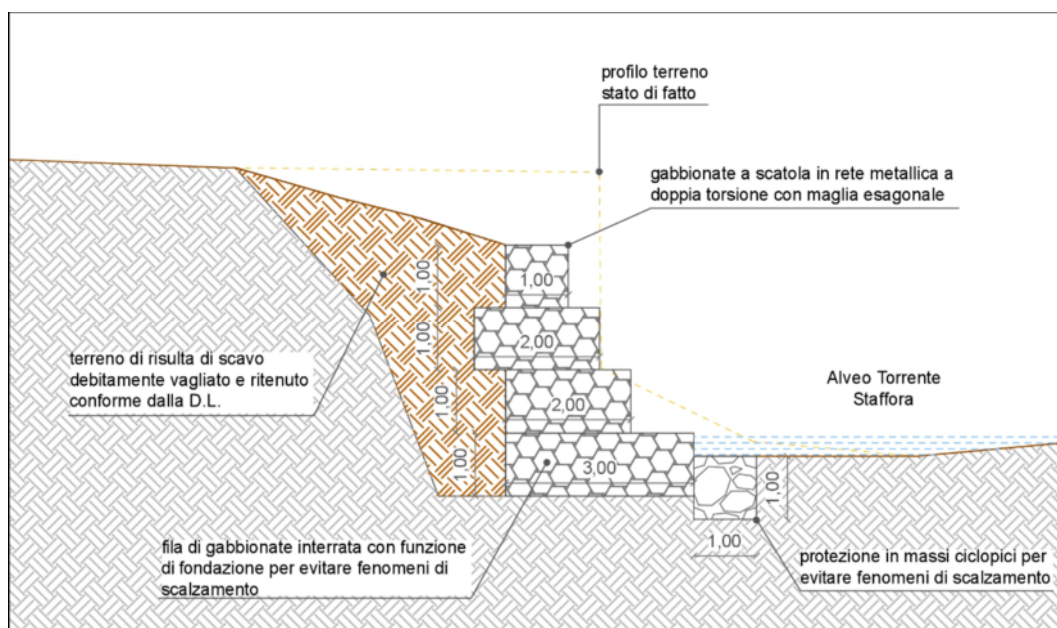 profilo terreno
stato di fatto
gabbionate a scatola in rete metallica a
doppia torsione con maglia esagonale
1,00
1,00
1,00
2,00
terreno di risulta di scavo
debitamente vagliato e ritenuto
conforme dalla D.L.
Alveo Torrente
Staffora
1,00
2,00
1,00
3,00
1,00
1,00
fila di gabbionate interrata con funzione
di fondazione per evitare fenomeni di
scalzamento
protezione in massi ciclopici per
evitare fenomeni di scalzamento